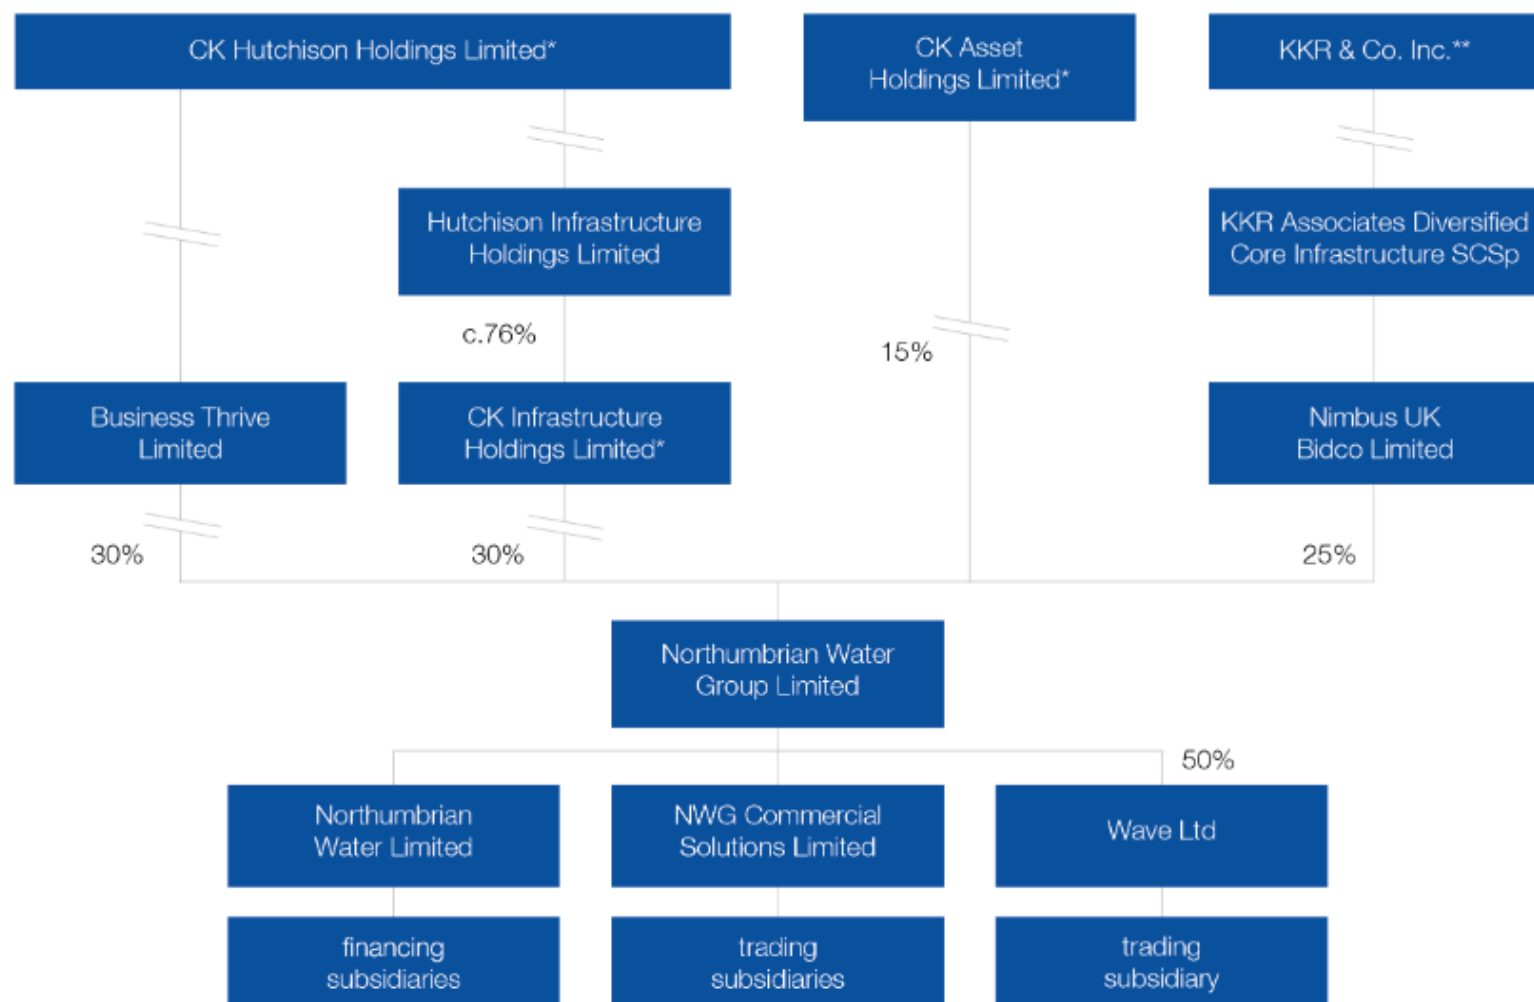 CK Hutchison Holdings Limited*
CK Asset
Holdings Limited*
KKR & Co. Inc.**
Hutchison Infrastructure
Holdings Limited
KKR Associates Diversified
Core Infrastructure SCSp
c.76%
15%
Business Thrive
Limited
CK Infrastructure
Holdings Limited*
Nimbus UK
Bidco Limited
30%
30%
25%
Northumbrian Water
Group Limited
50%
Northumbrian
Water Limited
NWG Commercial
Solutions Limited
Wave Ltd
financing
subsidiaries
trading
subsidiaries
trading
subsidiary